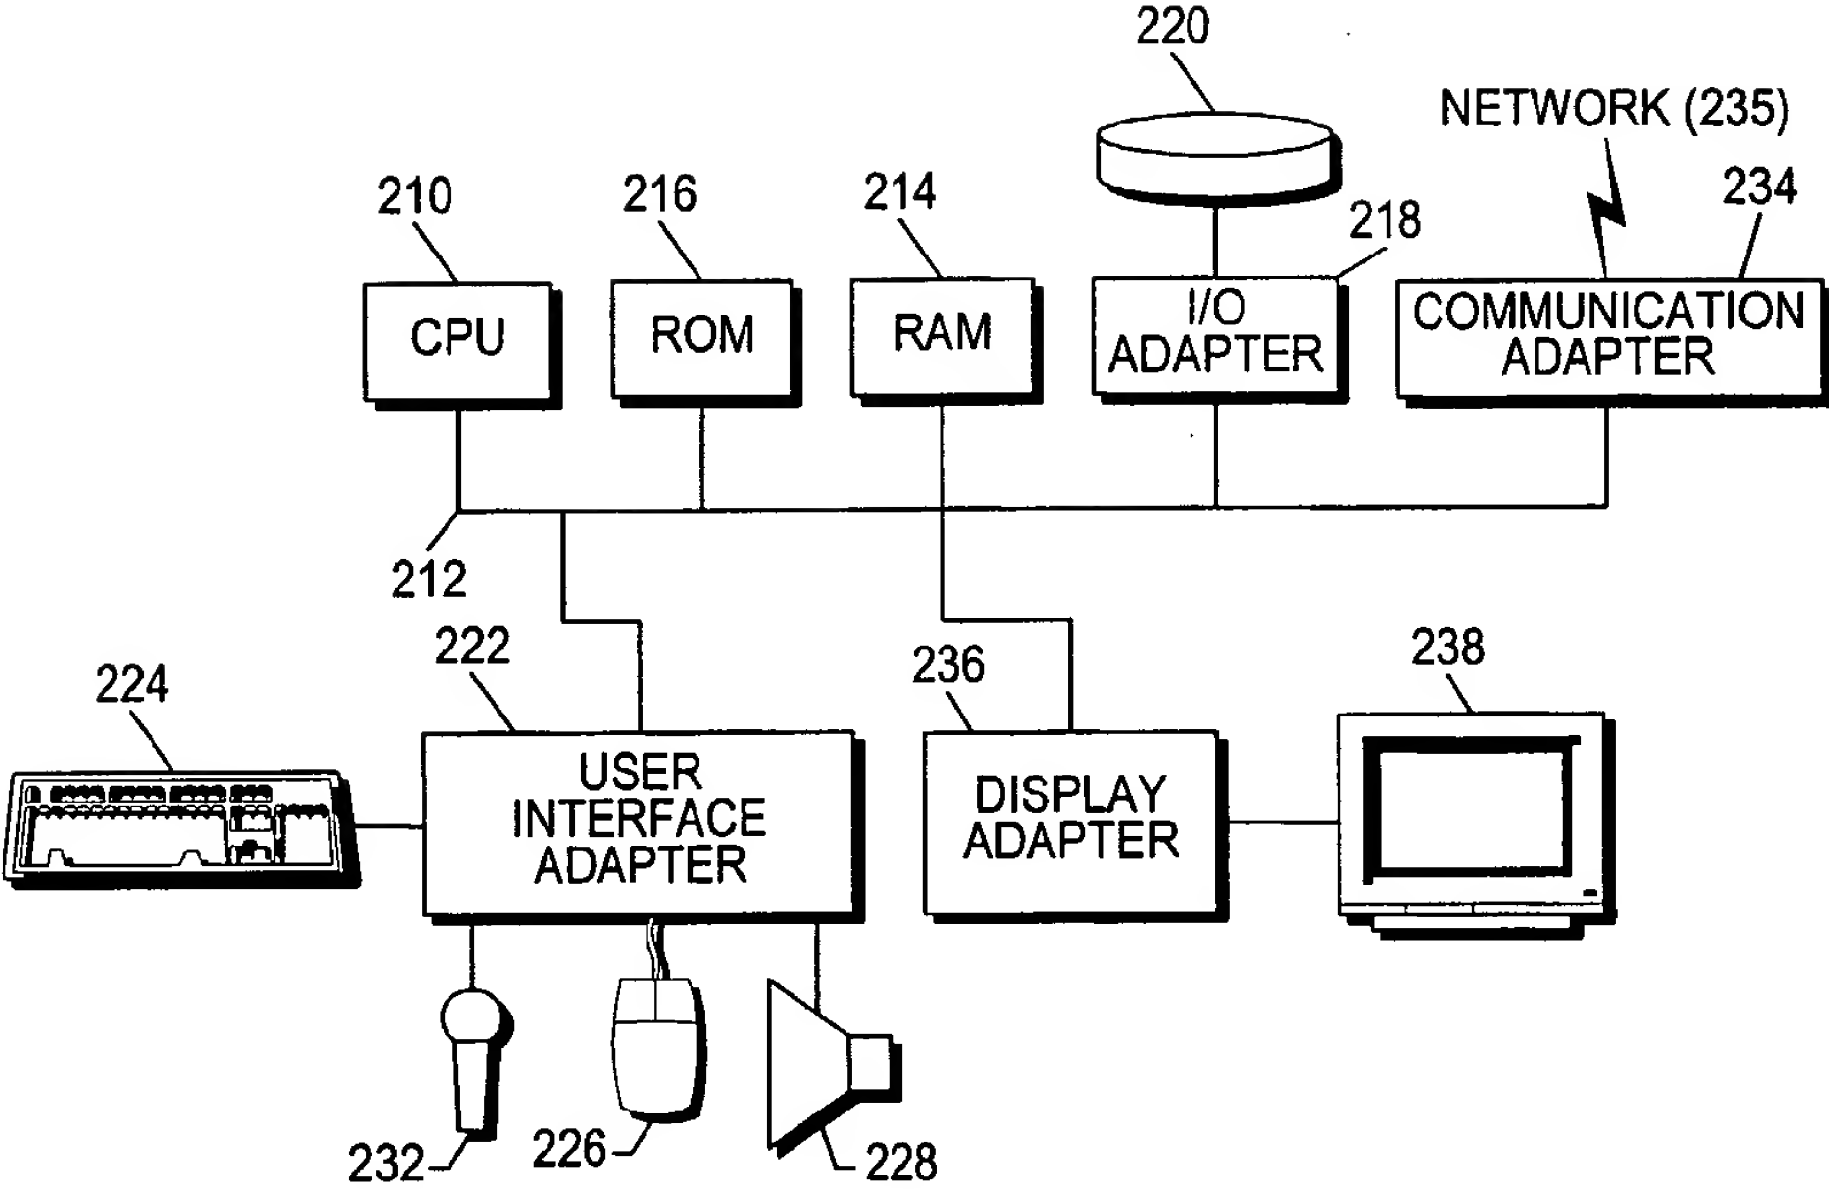 220
NETWORK (235)
210
216
214
218
234
CPU
ROM
RAM
I/O
ADAPTER
COMMUNICATION
ADAPTER
212
222
236
238
224
USER
INTERFACE
ADAPTER
DISPLAY
ADAPTER
232
226
228